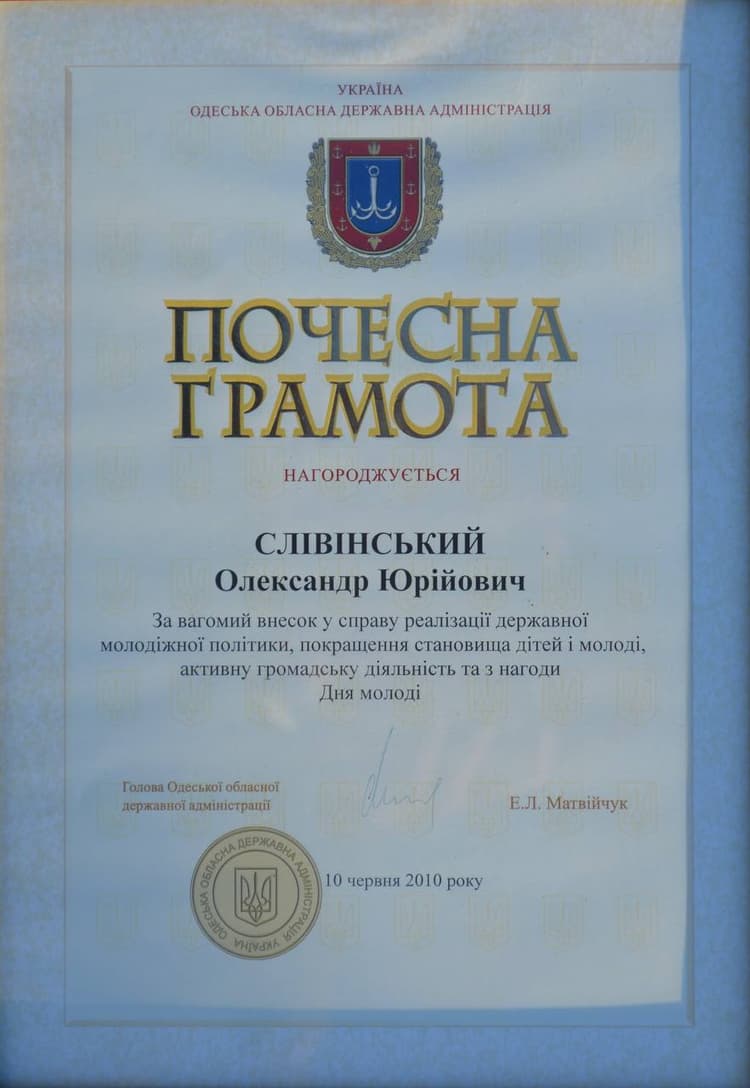 УКРАЇНА
ОДЕСЬКА ОБЛАСНА ДЕРЖАВНА АДМІНІСТРАЦІЯ
ПОЧЕСНА
ГРАМОТА
НАГОРОДЖУЄТЬСЯ
СЛІВІНСЬКИЙ
Олександр Юрійович
За вагомий внесок у справу реалізації державної
молодіжної політики, покращення становища дітей і молоді,
активну громадську діяльність та з нагоди
Дня молоді
Голова Одеської обласної
державної адміністрації
Е.Л. Матвійчук
10 червня 2010 року
ОДЕСЬКА ОБЛАСНА ДЕРЖАВНА АДМІНІСТРАЦІЯ УКРАЇНА